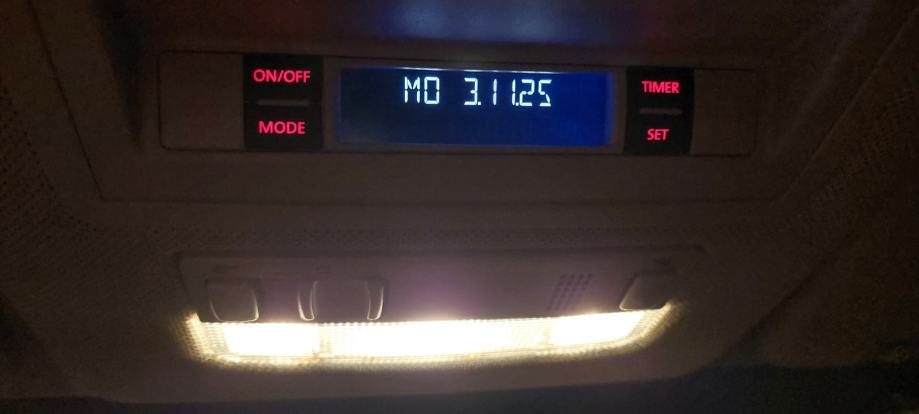 ON/OFF
MODE
MO 3.11.25
TIMER
SET